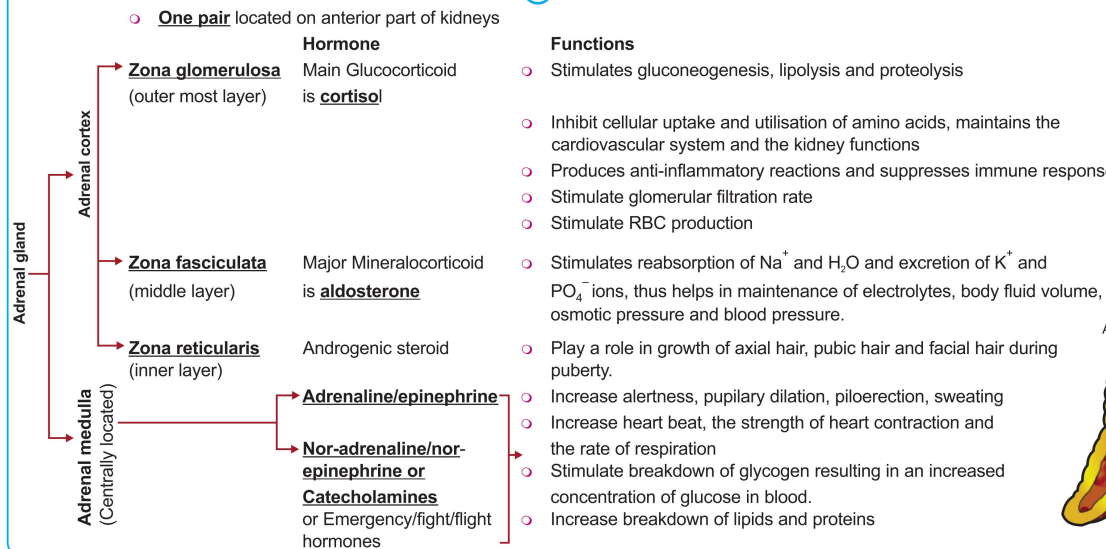 ❍ One pair located on anterior part of kidneys
Hormone Functions
Zona glomerulosa Main Glucocorticoid ❍ Stimulates gluconeogenesis, lipolysis and proteolysis
(outer most layer) is cortisol
❍ Inhibit cellular uptake and utilisation of amino acids, maintains the
cardiovascular system and the kidney functions
❍ Produces anti-inflammatory reactions and suppresses immune respons
❍ Stimulate glomerular filtration rate
❍ Stimulate RBC production
Adrenal cortex
Adrenal gland
Zona fasciculata Major Mineralocorticoid ❍ Stimulates reabsorption of Na⁺ and H₂O and excretion of K⁺ and
(middle layer) is aldosterone PO₄⁻ ions, thus helps in maintenance of electrolytes, body fluid volume,
osmotic pressure and blood pressure.
A
Zona reticularis Androgenic steroid ❍ Play a role in growth of axial hair, pubic hair and facial hair during
(inner layer) puberty.
Adrenal medulla
(Centrally located)
Adrenaline/epinephrine ❍ Increase alertness, pupilary dilation, piloerection, sweating
❍ Increase heart beat, the strength of heart contraction and
the rate of respiration
Nor-adrenaline/nor-
epinephrine or
Catecholamines
or Emergency/fight/flight
hormones
❍ Stimulate breakdown of glycogen resulting in an increased
concentration of glucose in blood.
❍ Increase breakdown of lipids and proteins